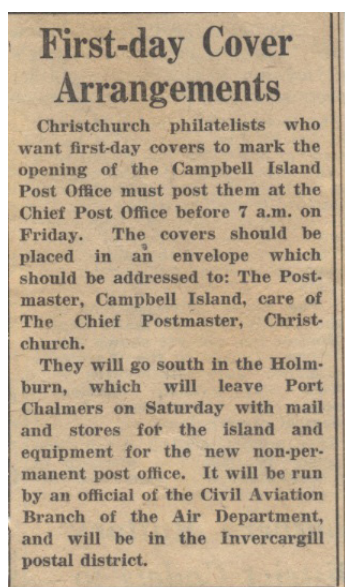 First-day Cover
Arrangements
Christchurch philatelists who
want first-day covers to mark the
opening of the Campbell Island
Post Office must post them at the
Chief Post Office before 7 a.m. on
Friday. The covers should be
placed in an envelope which
should be addressed to: The Post-
master, Campbell Island, care of
The Chief Postmaster, Christ-
church.
They will go south in the Holm-
burn, which will leave Port
Chalmers on Saturday with mail
and stores for the island and
equipment for the new non-per-
manent post office. It will be run
by an official of the Civil Aviation
Branch of the Air Department,
and will be in the Invercargill
postal district.